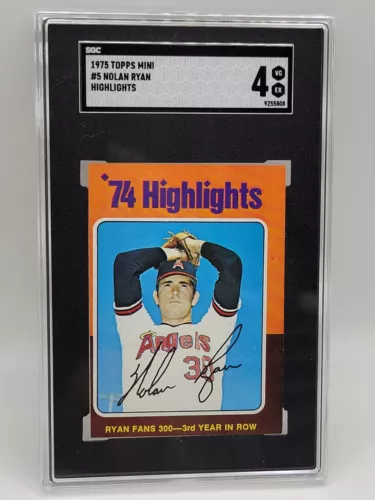 SGC
1975 TOPPS MINI
#5 NOLAN RYAN
HIGHLIGHTS
4 VG
EX
9255808
'74 Highlights
A
Angels
30
Nolan Ryan
RYAN FANS 300—3rd YEAR IN ROW